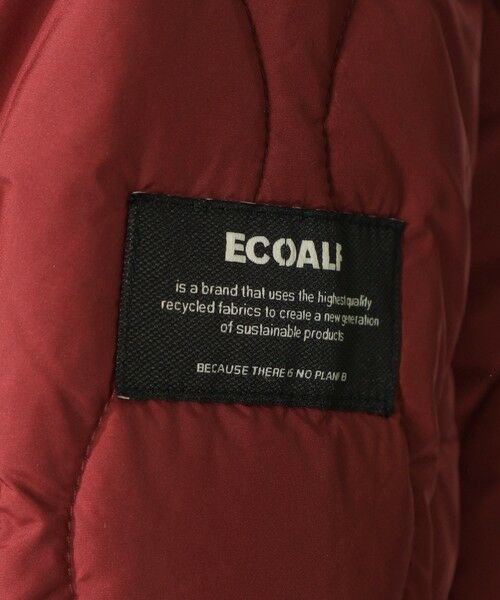 ECOALF
is a brand that uses the highest quality
recycled fabrics to create a new generation
of sustainable products
BECAUSE THERE IS NO PLANET B